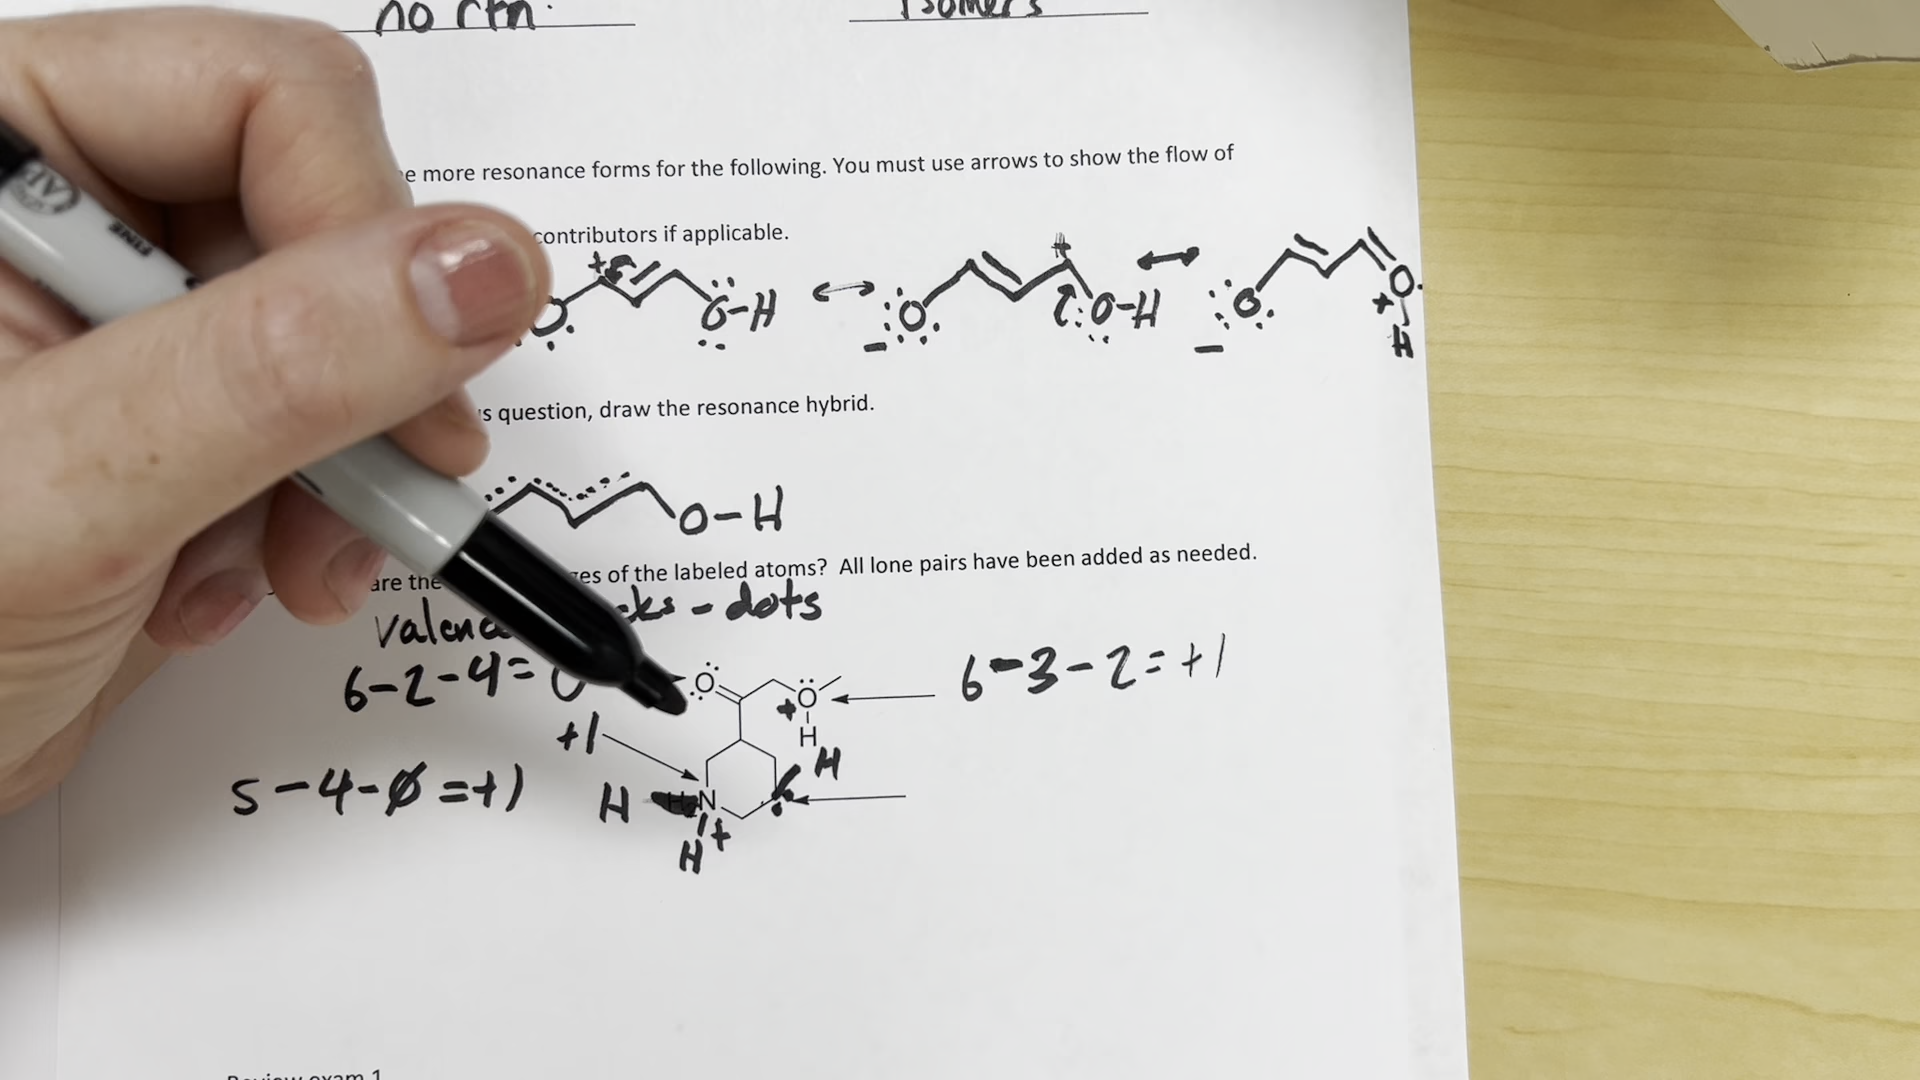 no rxn.
Isomers
e more resonance forms for the following. You must use arrows to show the flow of
contributors if applicable.
+ O O-H :O: - + :O-H :O: - O + H
s question, draw the resonance hybrid.
O-H
are the ges of the labeled atoms? All lone pairs have been added as needed.
Valenc cks - dots
6-2-4=0 O O + H 6-3-2=+1
+1
H
5-4-0=+1 H N
H +
Review exam 1
FINE